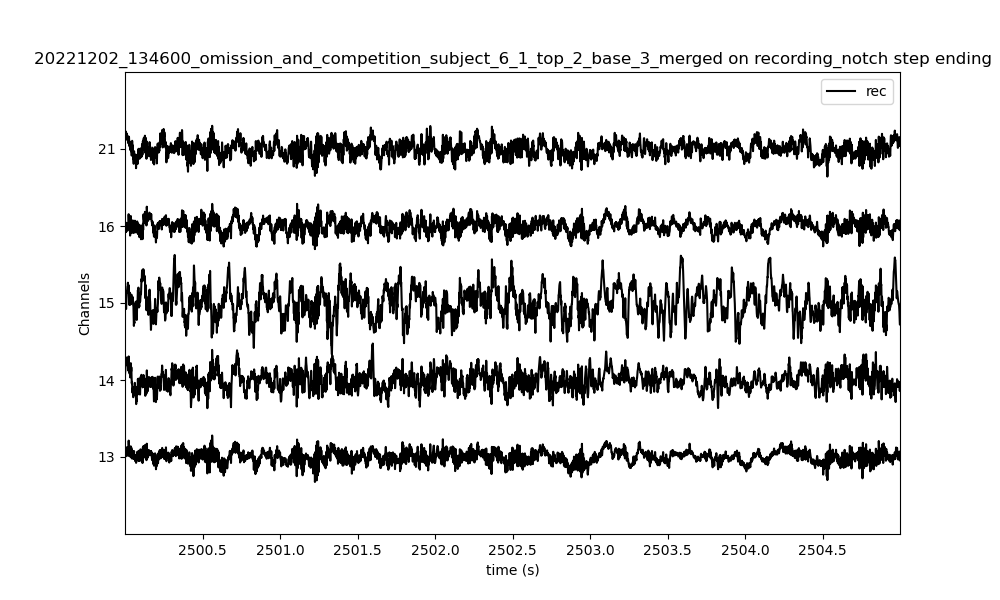 20221202_134600_omission_and_competition_subject_6_1_top_2_base_3_merged on recording_notch step ending
rec
21
16
15
14
13
Channels
2500.5 2501.0 2501.5 2502.0 2502.5 2503.0 2503.5 2504.0 2504.5
time (s)